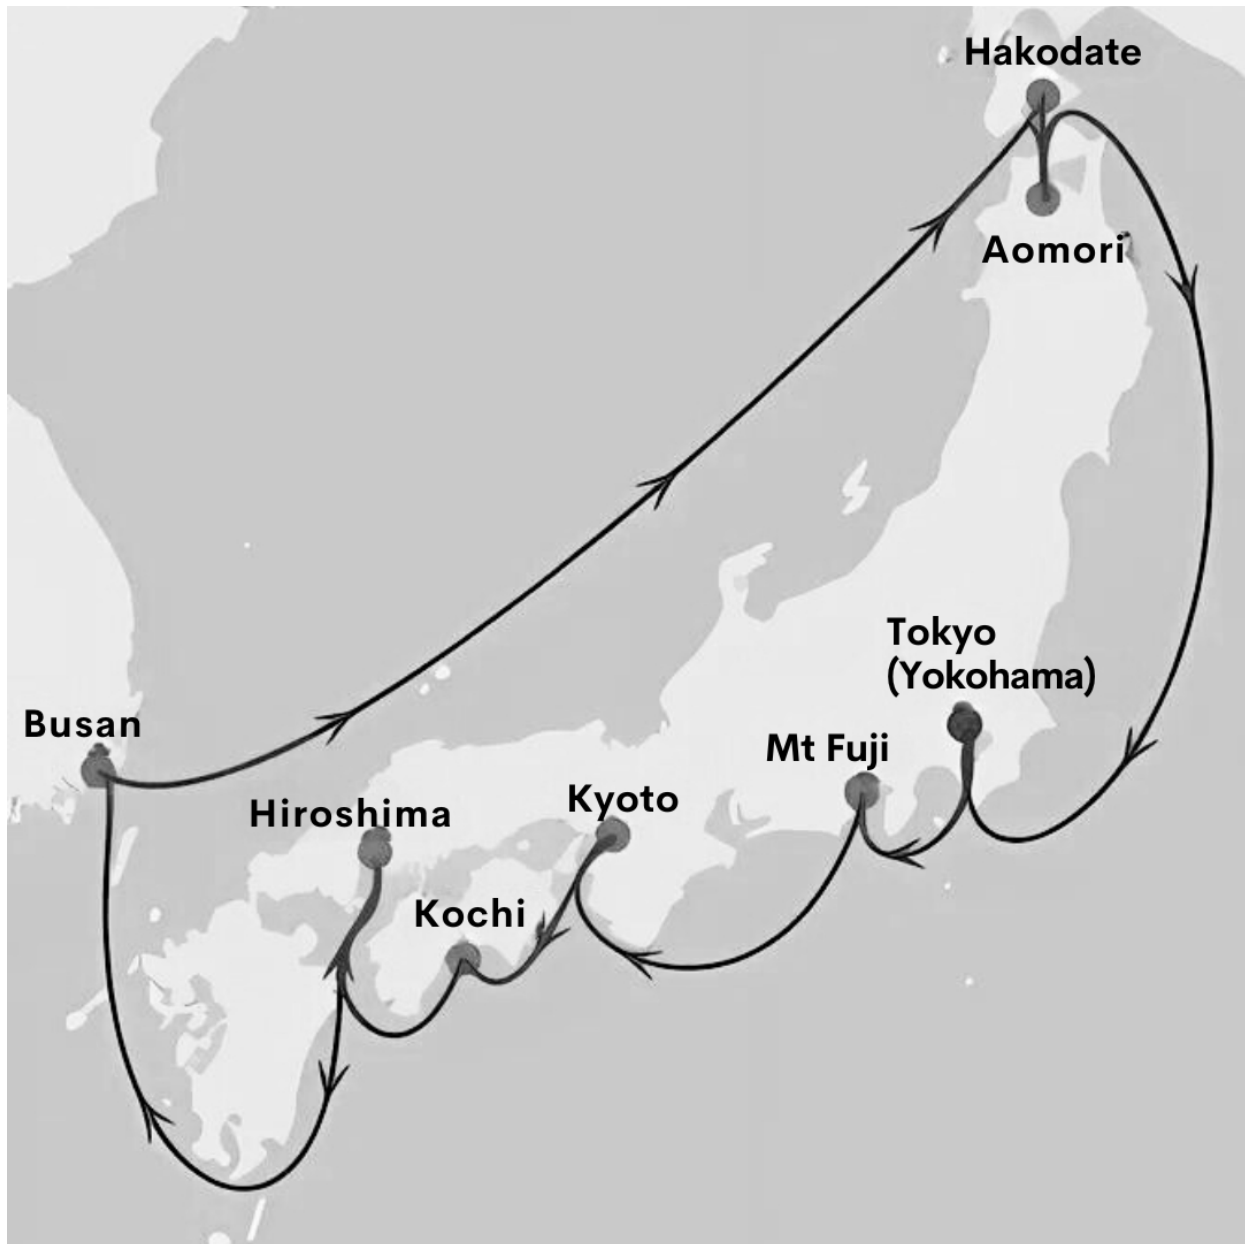 Hakodate
Aomori
Tokyo
(Yokohama)
Busan
Mt Fuji
Hiroshima
Kyoto
Kochi